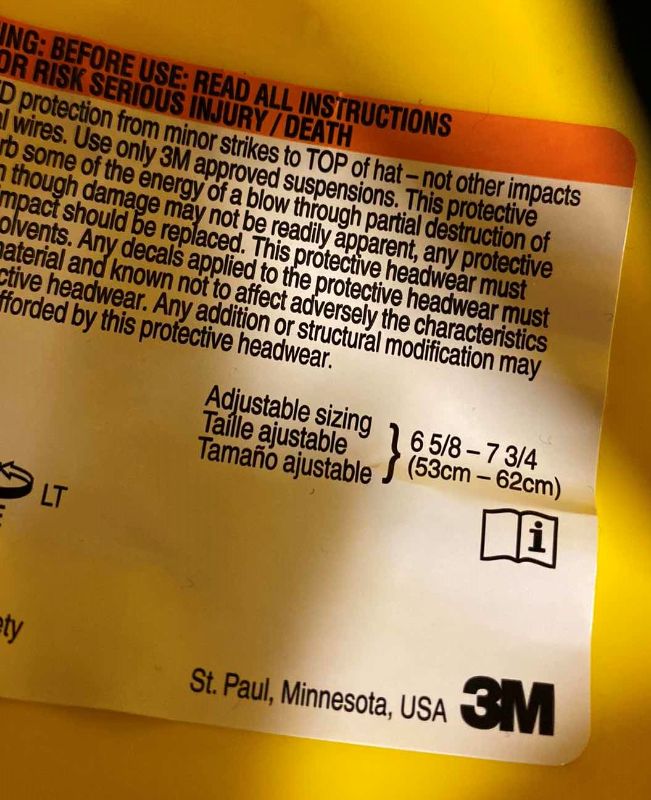 ING: BEFORE USE: READ ALL INSTRUCTIONS
OR RISK SERIOUS INJURY / DEATH
D protection from minor strikes to TOP of hat – not other impacts
l wires. Use only 3M approved suspensions. This protective
rb some of the energy of a blow through partial destruction of
n though damage may not be readily apparent, any protective
mpact should be replaced. This protective headwear must
olvents. Any decals applied to the protective headwear must
aterial and known not to affect adversely the characteristics
ctive headwear. Any addition or structural modification may
fforded by this protective headwear.
Adjustable sizing
Taille ajustable
Tamaño ajustable
6 5/8 – 7 3/4
(53cm – 62cm)
LT
E
i
ety
St. Paul, Minnesota, USA 3M